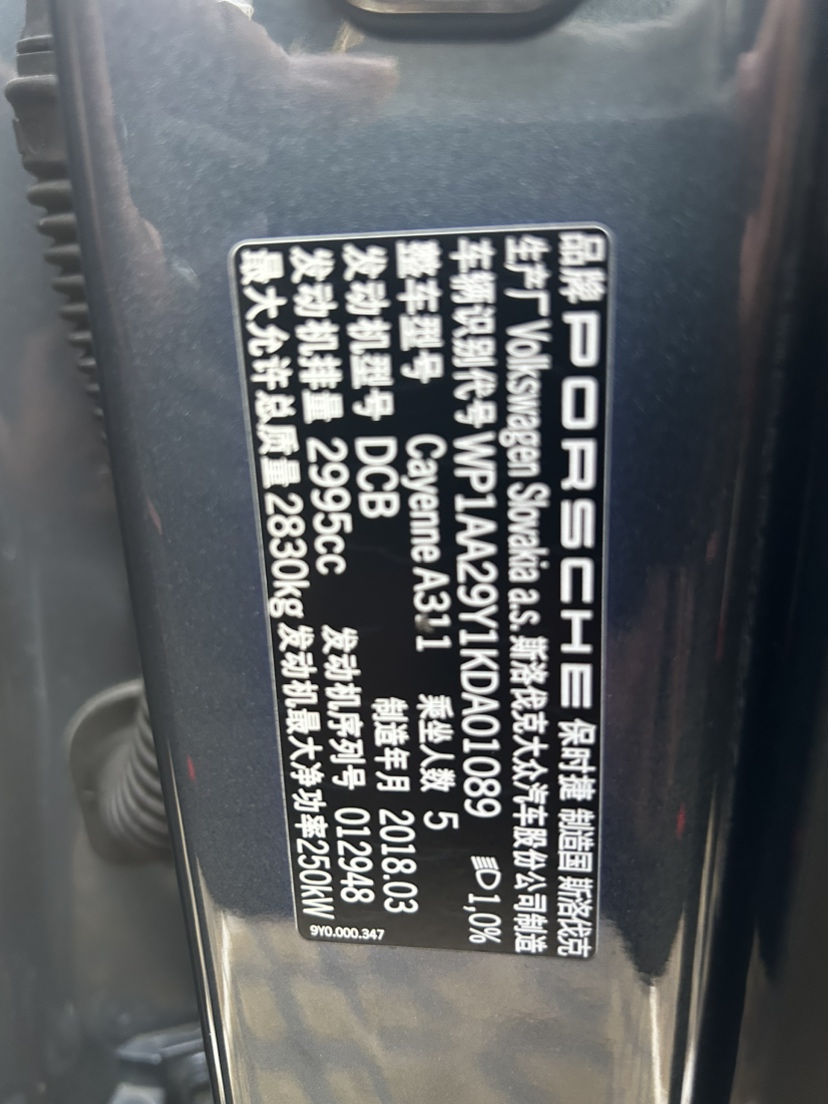 品牌 PORSCHE 保时捷 制造国 斯洛伐克
生产厂 Volkswagen Slovakia a.s. 斯洛伐克大众汽车股份公司制造
车辆识别代号 WP1AA29Y1KDA01089 1,0%
整车型号 Cayenne A311 乘坐人数 5
发动机型号 DCB 制造年月 2018.03
发动机排量 2995cc 发动机序列号 012948
最大允许总质量 2830kg 发动机最大净功率250kW
9Y0.000.347